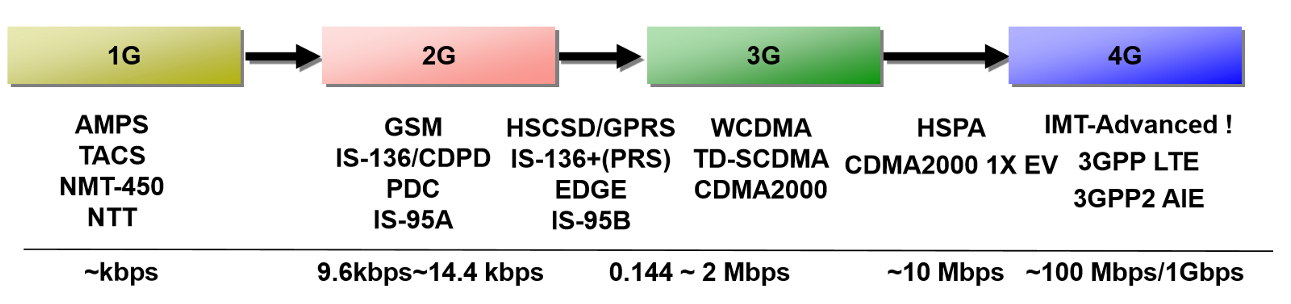 1G
2G
3G
4G
AMPS
TACS
NMT-450
NTT
GSM
IS-136/CDPD
PDC
IS-95A
HSCSD/GPRS
IS-136+(PRS)
EDGE
IS-95B
WCDMA
TD-SCDMA
CDMA2000
HSPA
CDMA2000 1X EV
IMT-Advanced !
3GPP LTE
3GPP2 AIE
~kbps
9.6kbps~14.4 kbps
0.144 ~ 2 Mbps
~10 Mbps
~100 Mbps/1Gbps